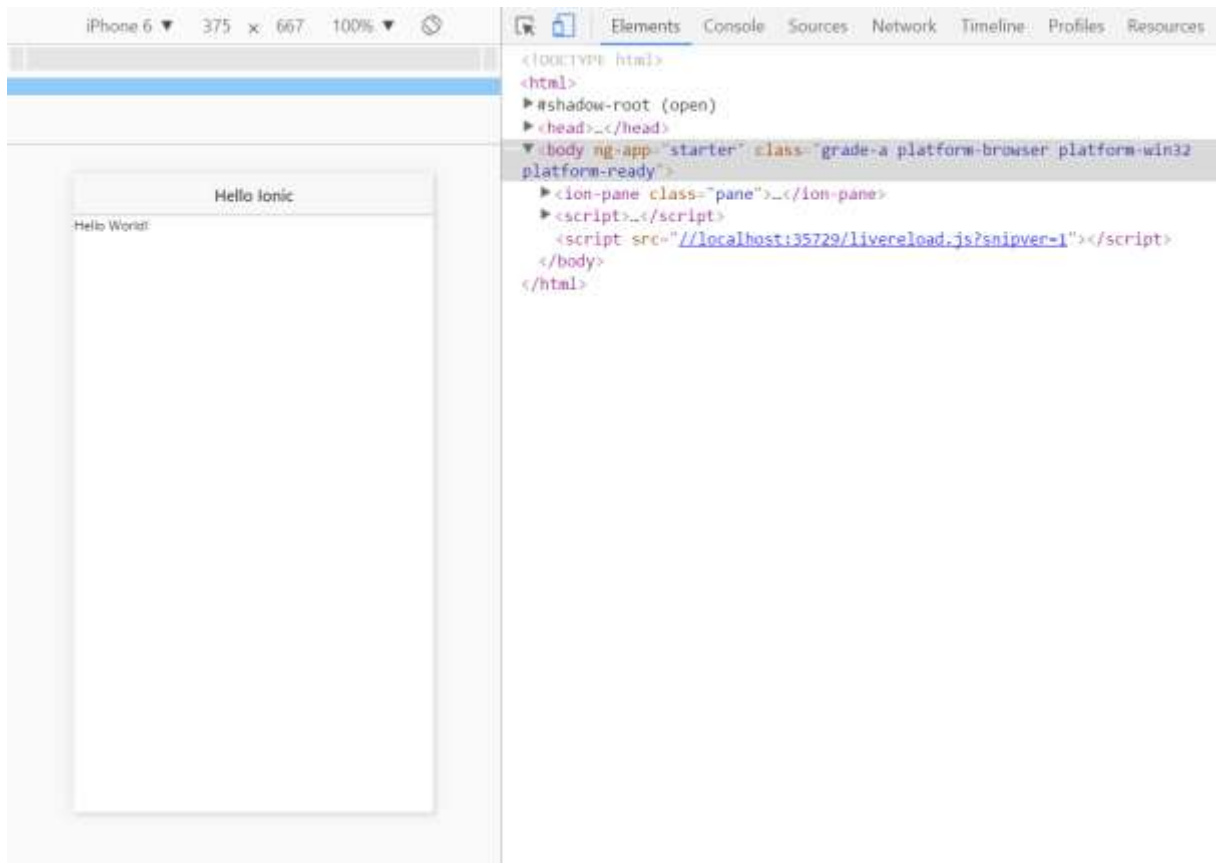 iPhone 6 ▼ 375 x 667 100% ▼
Elements Console Sources Network Timeline Profiles Resources
<!DOCTYPE html>
<html>
▶#shadow-root (open)
▶<head>…</head>
▼<body ng-app="starter" class="grade-a platform-browser platform-win32
platform-ready">
▶<ion-pane class="pane">…</ion-pane>
▶<script>…</script>
<script src="//localhost:35729/livereload.js?snipver=1"></script>
</body>
</html>
Hello Ionic
Hello World!